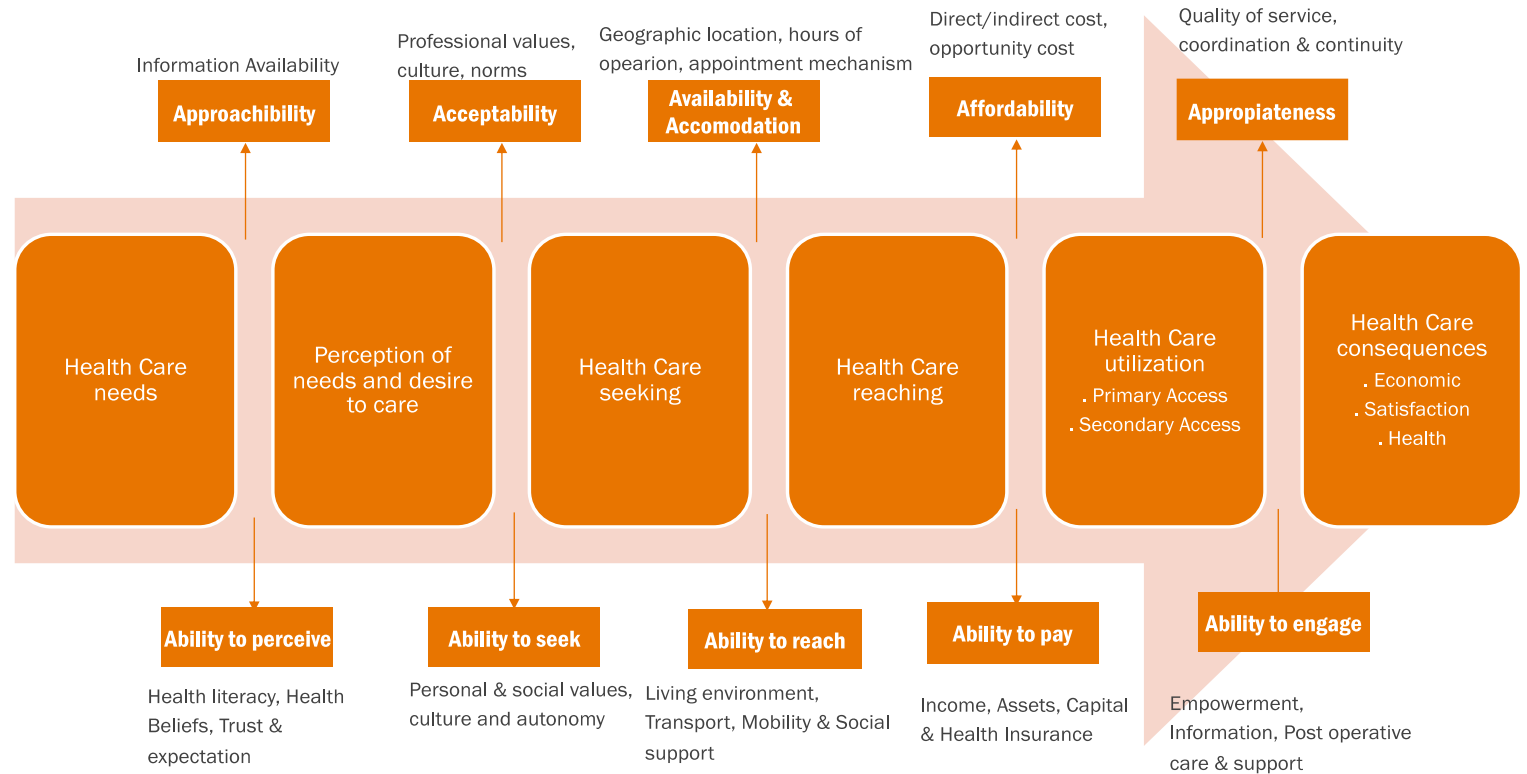 Information Availability
Approachibility
Professional values,
culture, norms
Acceptability
Geographic location, hours of
opearion, appointment mechanism
Availability &
Accomodation
Direct/indirect cost,
opportunity cost
Affordability
Quality of service,
coordination & continuity
Appropiateness
Health Care
needs
Perception of
needs and desire
to care
Health Care
seeking
Health Care
reaching
Health Care
utilization
. Primary Access
. Secondary Access
Health Care
consequences
. Economic
. Satisfaction
. Health
Ability to perceive
Health literacy, Health
Beliefs, Trust &
expectation
Ability to seek
Personal & social values,
culture and autonomy
Ability to reach
Living environment,
Transport, Mobility & Social
support
Ability to pay
Income, Assets, Capital
& Health Insurance
Ability to engage
Empowerment,
Information, Post operative
care & support